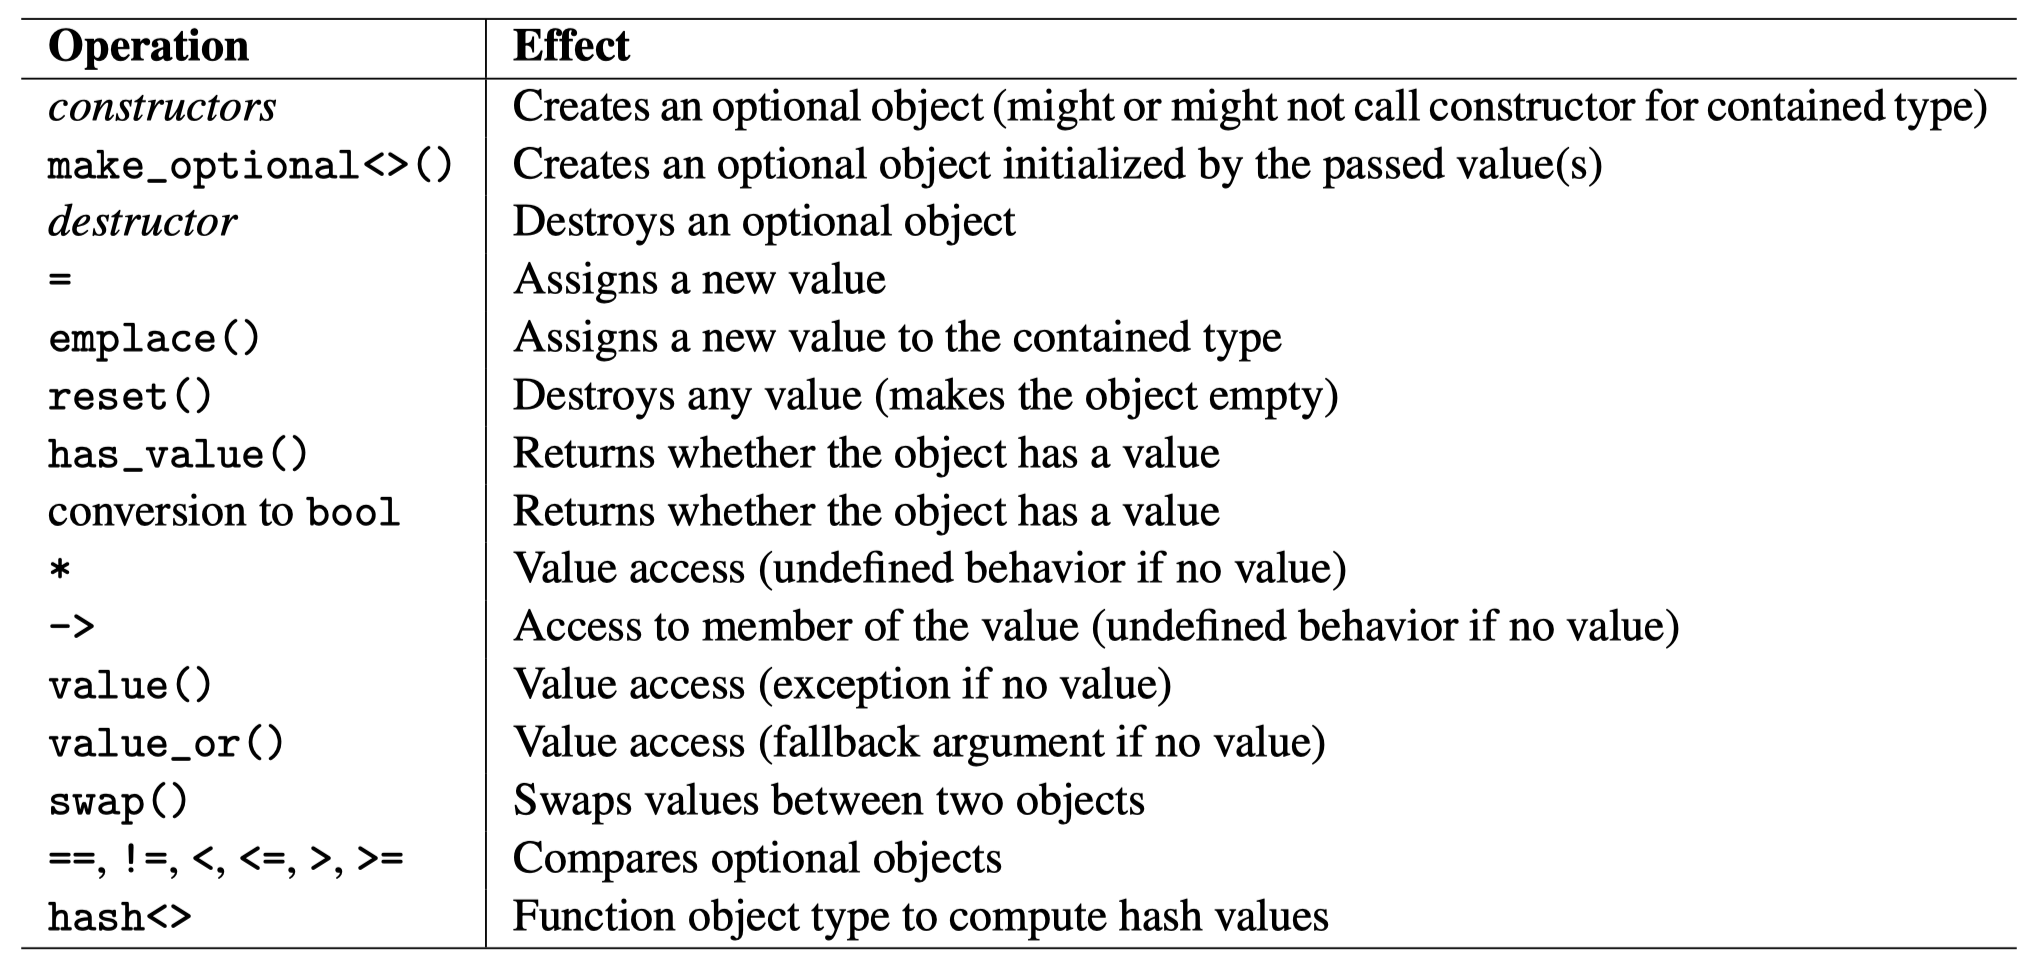 Operation Effect
constructors Creates an optional object (might or might not call constructor for contained type)
make_optional<>() Creates an optional object initialized by the passed value(s)
destructor Destroys an optional object
= Assigns a new value
emplace() Assigns a new value to the contained type
reset() Destroys any value (makes the object empty)
has_value() Returns whether the object has a value
conversion to bool Returns whether the object has a value
* Value access (undefined behavior if no value)
-> Access to member of the value (undefined behavior if no value)
value() Value access (exception if no value)
value_or() Value access (fallback argument if no value)
swap() Swaps values between two objects
==, !=, <, <=, >, >= Compares optional objects
hash<> Function object type to compute hash values